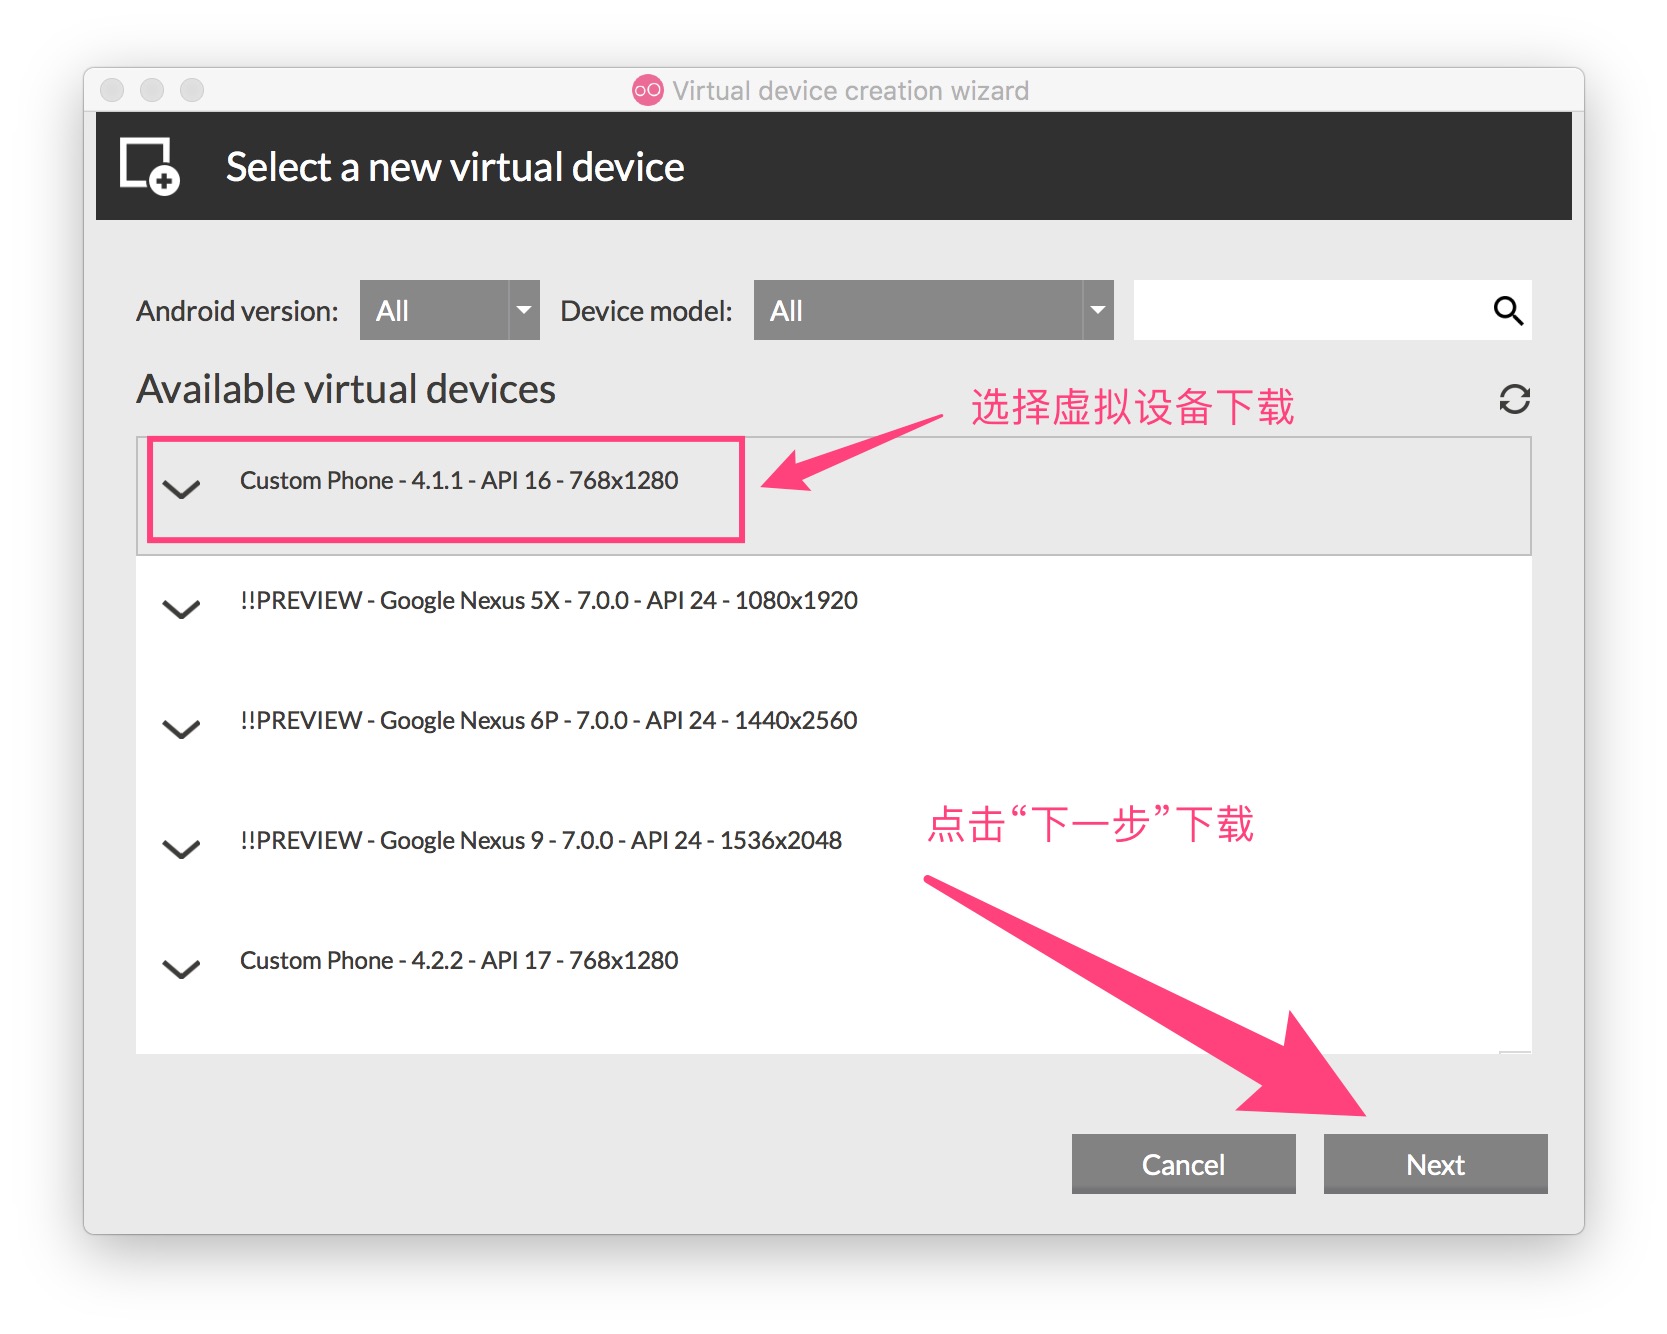 Virtual device creation wizard
Select a new virtual device
Android version: All Device model: All
Available virtual devices
选择虚拟设备下载
Custom Phone - 4.1.1 - API 16 - 768x1280
!!PREVIEW - Google Nexus 5X - 7.0.0 - API 24 - 1080x1920
!!PREVIEW - Google Nexus 6P - 7.0.0 - API 24 - 1440x2560
点击“下一步”下载
!!PREVIEW - Google Nexus 9 - 7.0.0 - API 24 - 1536x2048
Custom Phone - 4.2.2 - API 17 - 768x1280
Cancel Next